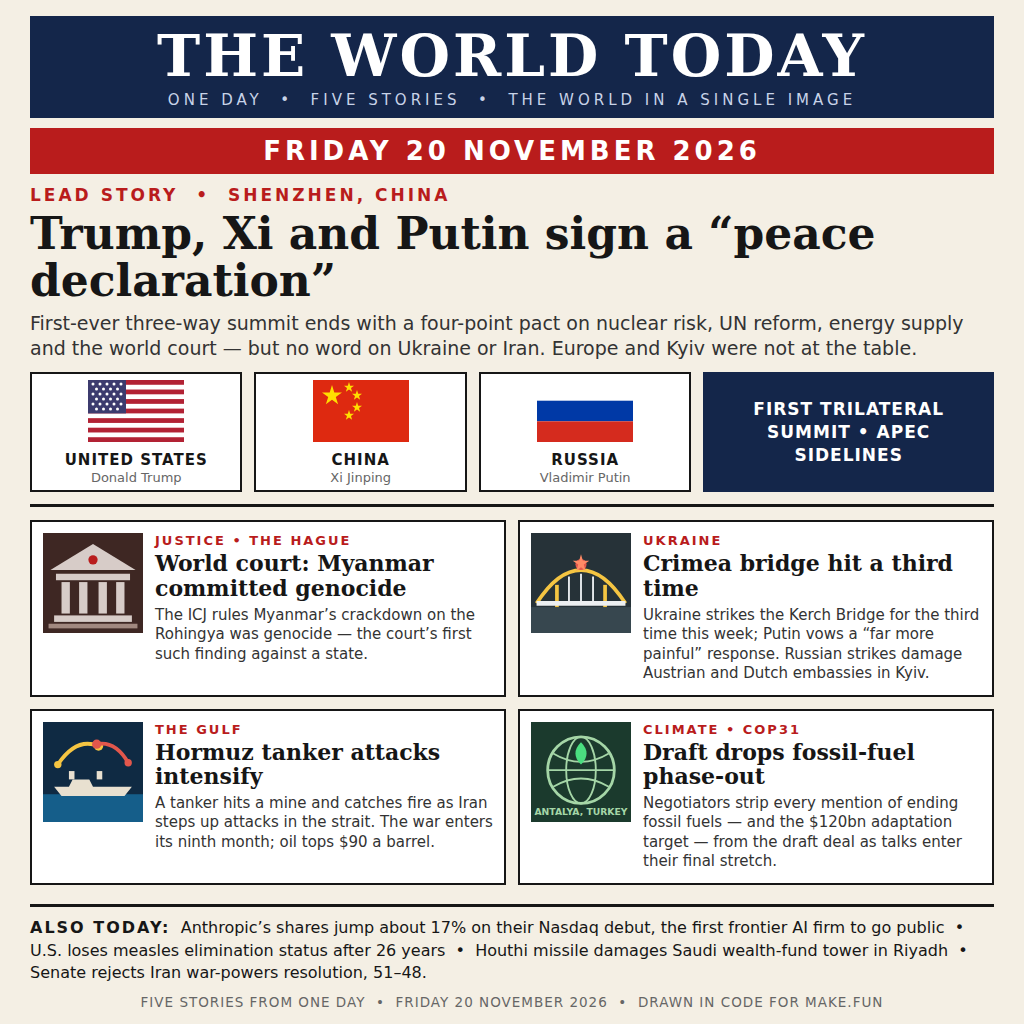 THE WORLD TODAY
ONE DAY • FIVE STORIES • THE WORLD IN A SINGLE IMAGE
FRIDAY 20 NOVEMBER 2026
LEAD STORY • SHENZHEN, CHINA
Trump, Xi and Putin sign a “peace
declaration”
First-ever three-way summit ends with a four-point pact on nuclear risk, UN reform, energy supply
and the world court — but no word on Ukraine or Iran. Europe and Kyiv were not at the table.
UNITED STATES
Donald Trump
CHINA
Xi Jinping
RUSSIA
Vladimir Putin
FIRST TRILATERAL
SUMMIT • APEC
SIDELINES
JUSTICE • THE HAGUE
World court: Myanmar
committed genocide
The ICJ rules Myanmar’s crackdown on the
Rohingya was genocide — the court’s first
such finding against a state.
UKRAINE
Crimea bridge hit a third
time
Ukraine strikes the Kerch Bridge for the third
time this week; Putin vows a “far more
painful” response. Russian strikes damage
Austrian and Dutch embassies in Kyiv.
THE GULF
Hormuz tanker attacks
intensify
A tanker hits a mine and catches fire as Iran
steps up attacks in the strait. The war enters
its ninth month; oil tops $90 a barrel.
ANTALYA, TURKEY
CLIMATE • COP31
Draft drops fossil-fuel
phase-out
Negotiators strip every mention of ending
fossil fuels — and the $120bn adaptation
target — from the draft deal as talks enter
their final stretch.
ALSO TODAY: Anthropic’s shares jump about 17% on their Nasdaq debut, the first frontier AI firm to go public •
U.S. loses measles elimination status after 26 years • Houthi missile damages Saudi wealth-fund tower in Riyadh •
Senate rejects Iran war-powers resolution, 51–48.
FIVE STORIES FROM ONE DAY • FRIDAY 20 NOVEMBER 2026 • DRAWN IN CODE FOR MAKE.FUN